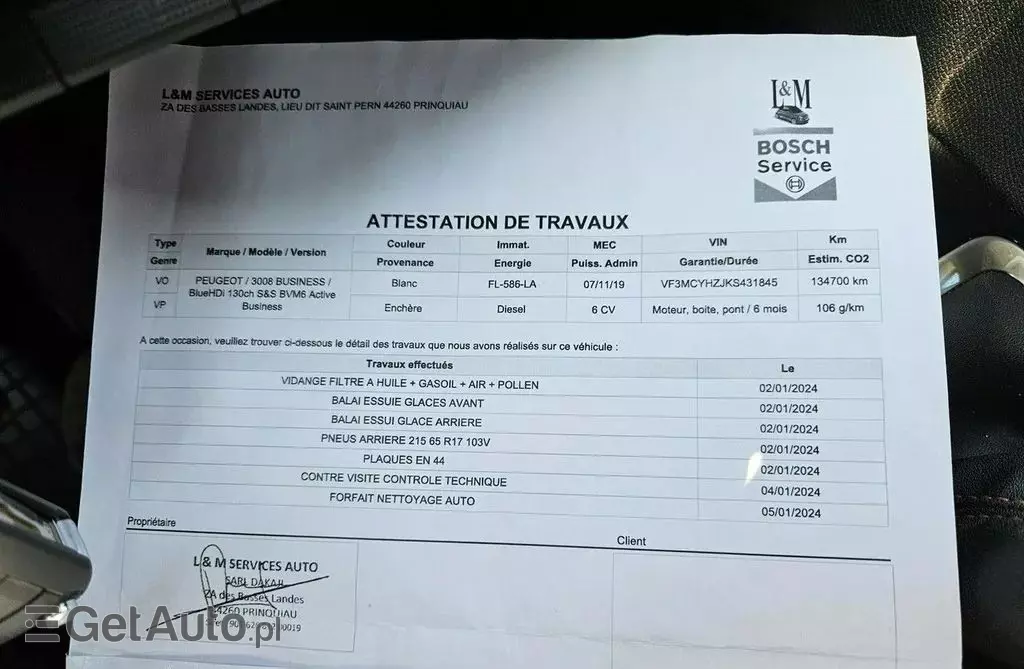 L&M SERVICES AUTO
ZA DES BASSES LANDES, LIEU DIT SAINT PERN 44260 PRINQUIAU
L&M
BOSCH
Service
ATTESTATION DE TRAVAUX
Type Marque / Modèle / Version Couleur Immat. MEC VIN Km
Genre Provenance Energie Puiss. Admin Garantie/Durée Estim. CO2
VO PEUGEOT / 3008 BUSINESS / Blanc FL-586-LA 07/11/19 VF3MCYHZJKS431845 134700 km
BlueHDi 130ch S&S BVM6 Active
VP Business Enchère Diesel 6 CV Moteur, boite, pont / 6 mois 106 g/km
A cette occasion, veuillez trouver ci-dessous le détail des travaux que nous avons réalisés sur ce véhicule :
Travaux effectués Le
VIDANGE FILTRE A HUILE + GASOIL + AIR + POLLEN 02/01/2024
BALAI ESSUIE GLACES AVANT 02/01/2024
BALAI ESSUI GLACE ARRIERE 02/01/2024
PNEUS ARRIERE 215 65 R17 103V 02/01/2024
PLAQUES EN 44 02/01/2024
CONTRE VISITE CONTROLE TECHNIQUE 04/01/2024
FORFAIT NETTOYAGE AUTO 05/01/2024
Propriétaire Client
L& M SERVICES AUTO
SARL DAKAH
ZA des Basses Landes
44260 PRINQUIAU
GetAuto.pl